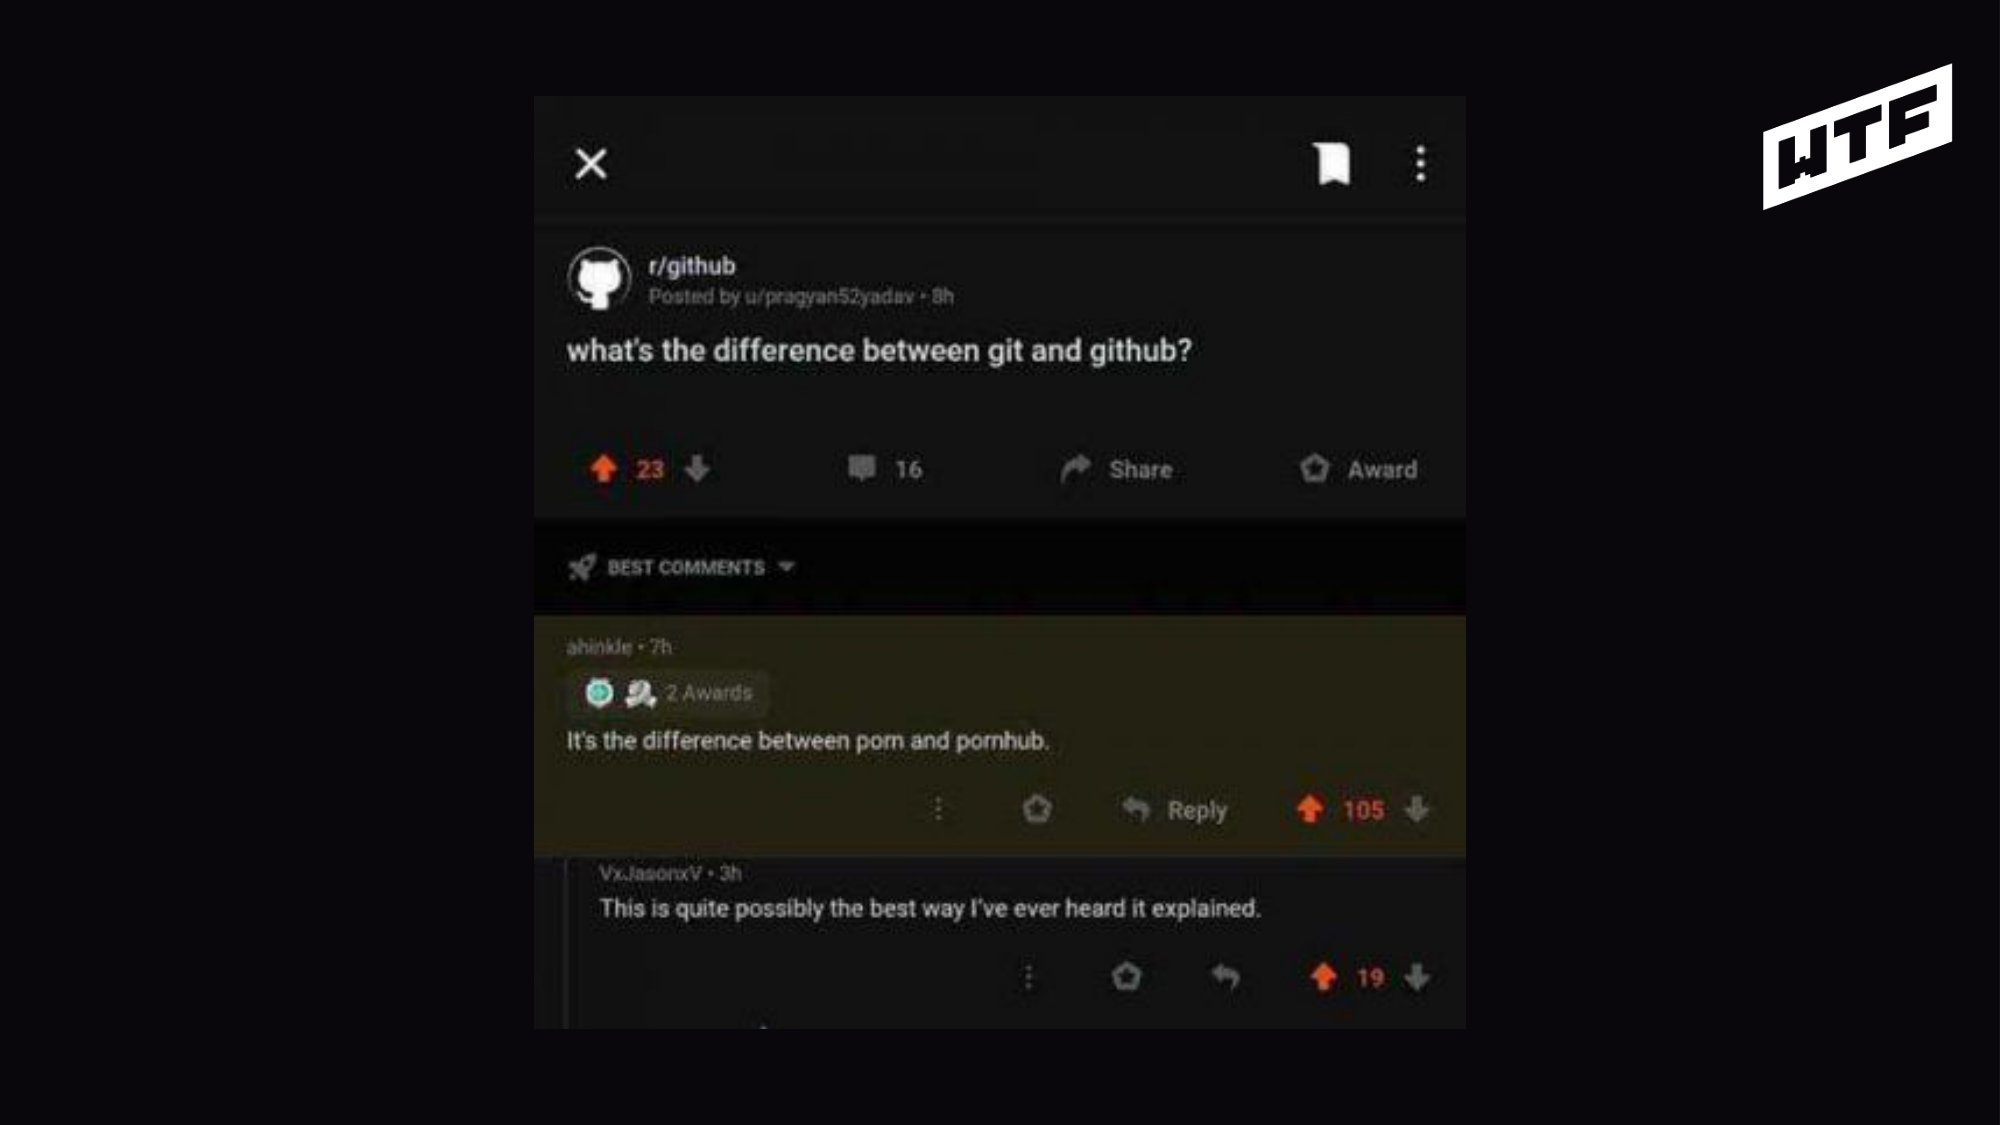 WTF
r/github
Posted by u/pragyan52yadav • 8h
what's the difference between git and github?
23
16
Share
Award
BEST COMMENTS
ahinkle • 7h
2 Awards
It's the difference between porn and pornhub.
Reply
105
VxJasonxV • 3h
This is quite possibly the best way I've ever heard it explained.
19